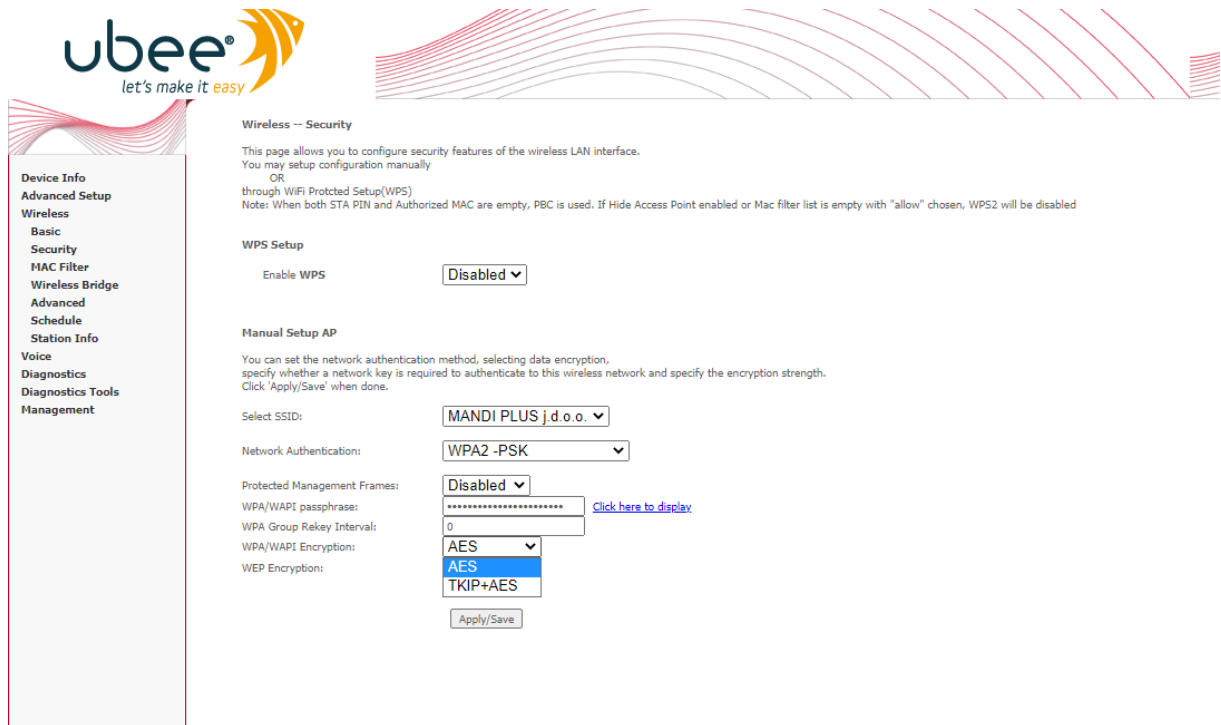 ubee®
let's make it easy
Device Info
Advanced Setup
Wireless
Basic
Security
MAC Filter
Wireless Bridge
Advanced
Schedule
Station Info
Voice
Diagnostics
Diagnostics Tools
Management
Wireless -- Security
This page allows you to configure security features of the wireless LAN interface.
You may setup configuration manually
OR
through WiFi Protcted Setup(WPS)
Note: When both STA PIN and Authorized MAC are empty, PBC is used. If Hide Access Point enabled or Mac filter list is empty with "allow" chosen, WPS2 will be disabled
WPS Setup
Enable WPS Disabled
Manual Setup AP
You can set the network authentication method, selecting data encryption,
specify whether a network key is required to authenticate to this wireless network and specify the encryption strength.
Click 'Apply/Save' when done.
Select SSID: MANDI PLUS j.d.o.o.
Network Authentication: WPA2 -PSK
Protected Management Frames: Disabled
WPA/WAPI passphrase: ••••••••••••••••••••••• Click here to display
WPA Group Rekey Interval: 0
WPA/WAPI Encryption: AES
WEP Encryption: AES
TKIP+AES
Apply/Save